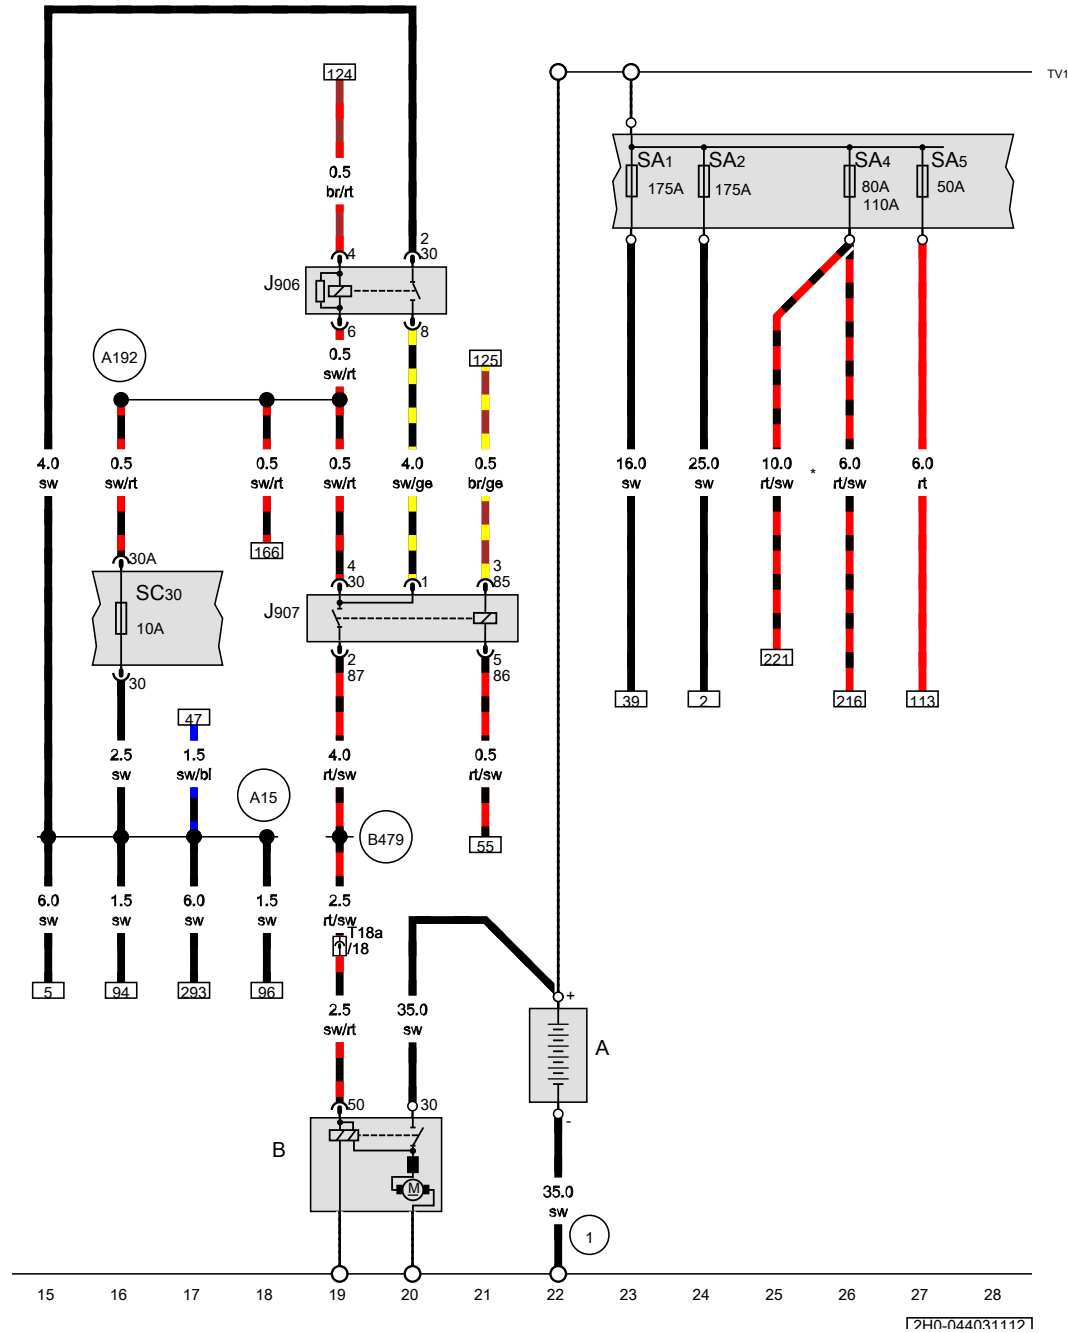 124
TV1
SA1
SA2
SA4
SA5
175A
175A
80A
50A
110A
0.5
br/rt
2
4
30
J906
6
8
A192
0.5
sw/rt
125
4.0
sw
0.5
sw/rt
0.5
sw/rt
0.5
sw/rt
4.0
sw/ge
0.5
br/ge
16.0
sw
25.0
sw
10.0
rt/sw
*
6.0
rt/sw
6.0
rt
166
30A
4
30
1
3
85
SC30
10A
J907
30
2
87
5
86
221
39
2
216
113
47
2.5
sw
1.5
sw/bl
4.0
rt/sw
0.5
rt/sw
A15
B479
55
6.0
sw
1.5
sw
6.0
sw
1.5
sw
2.5
rt/sw
T18a
/18
5
94
293
96
2.5
sw/rt
35.0
sw
+
A
50
30
-
B
M
35.0
sw
1
15
16
17
18
19
20
21
22
23
24
25
26
27
28
2H0-044031112